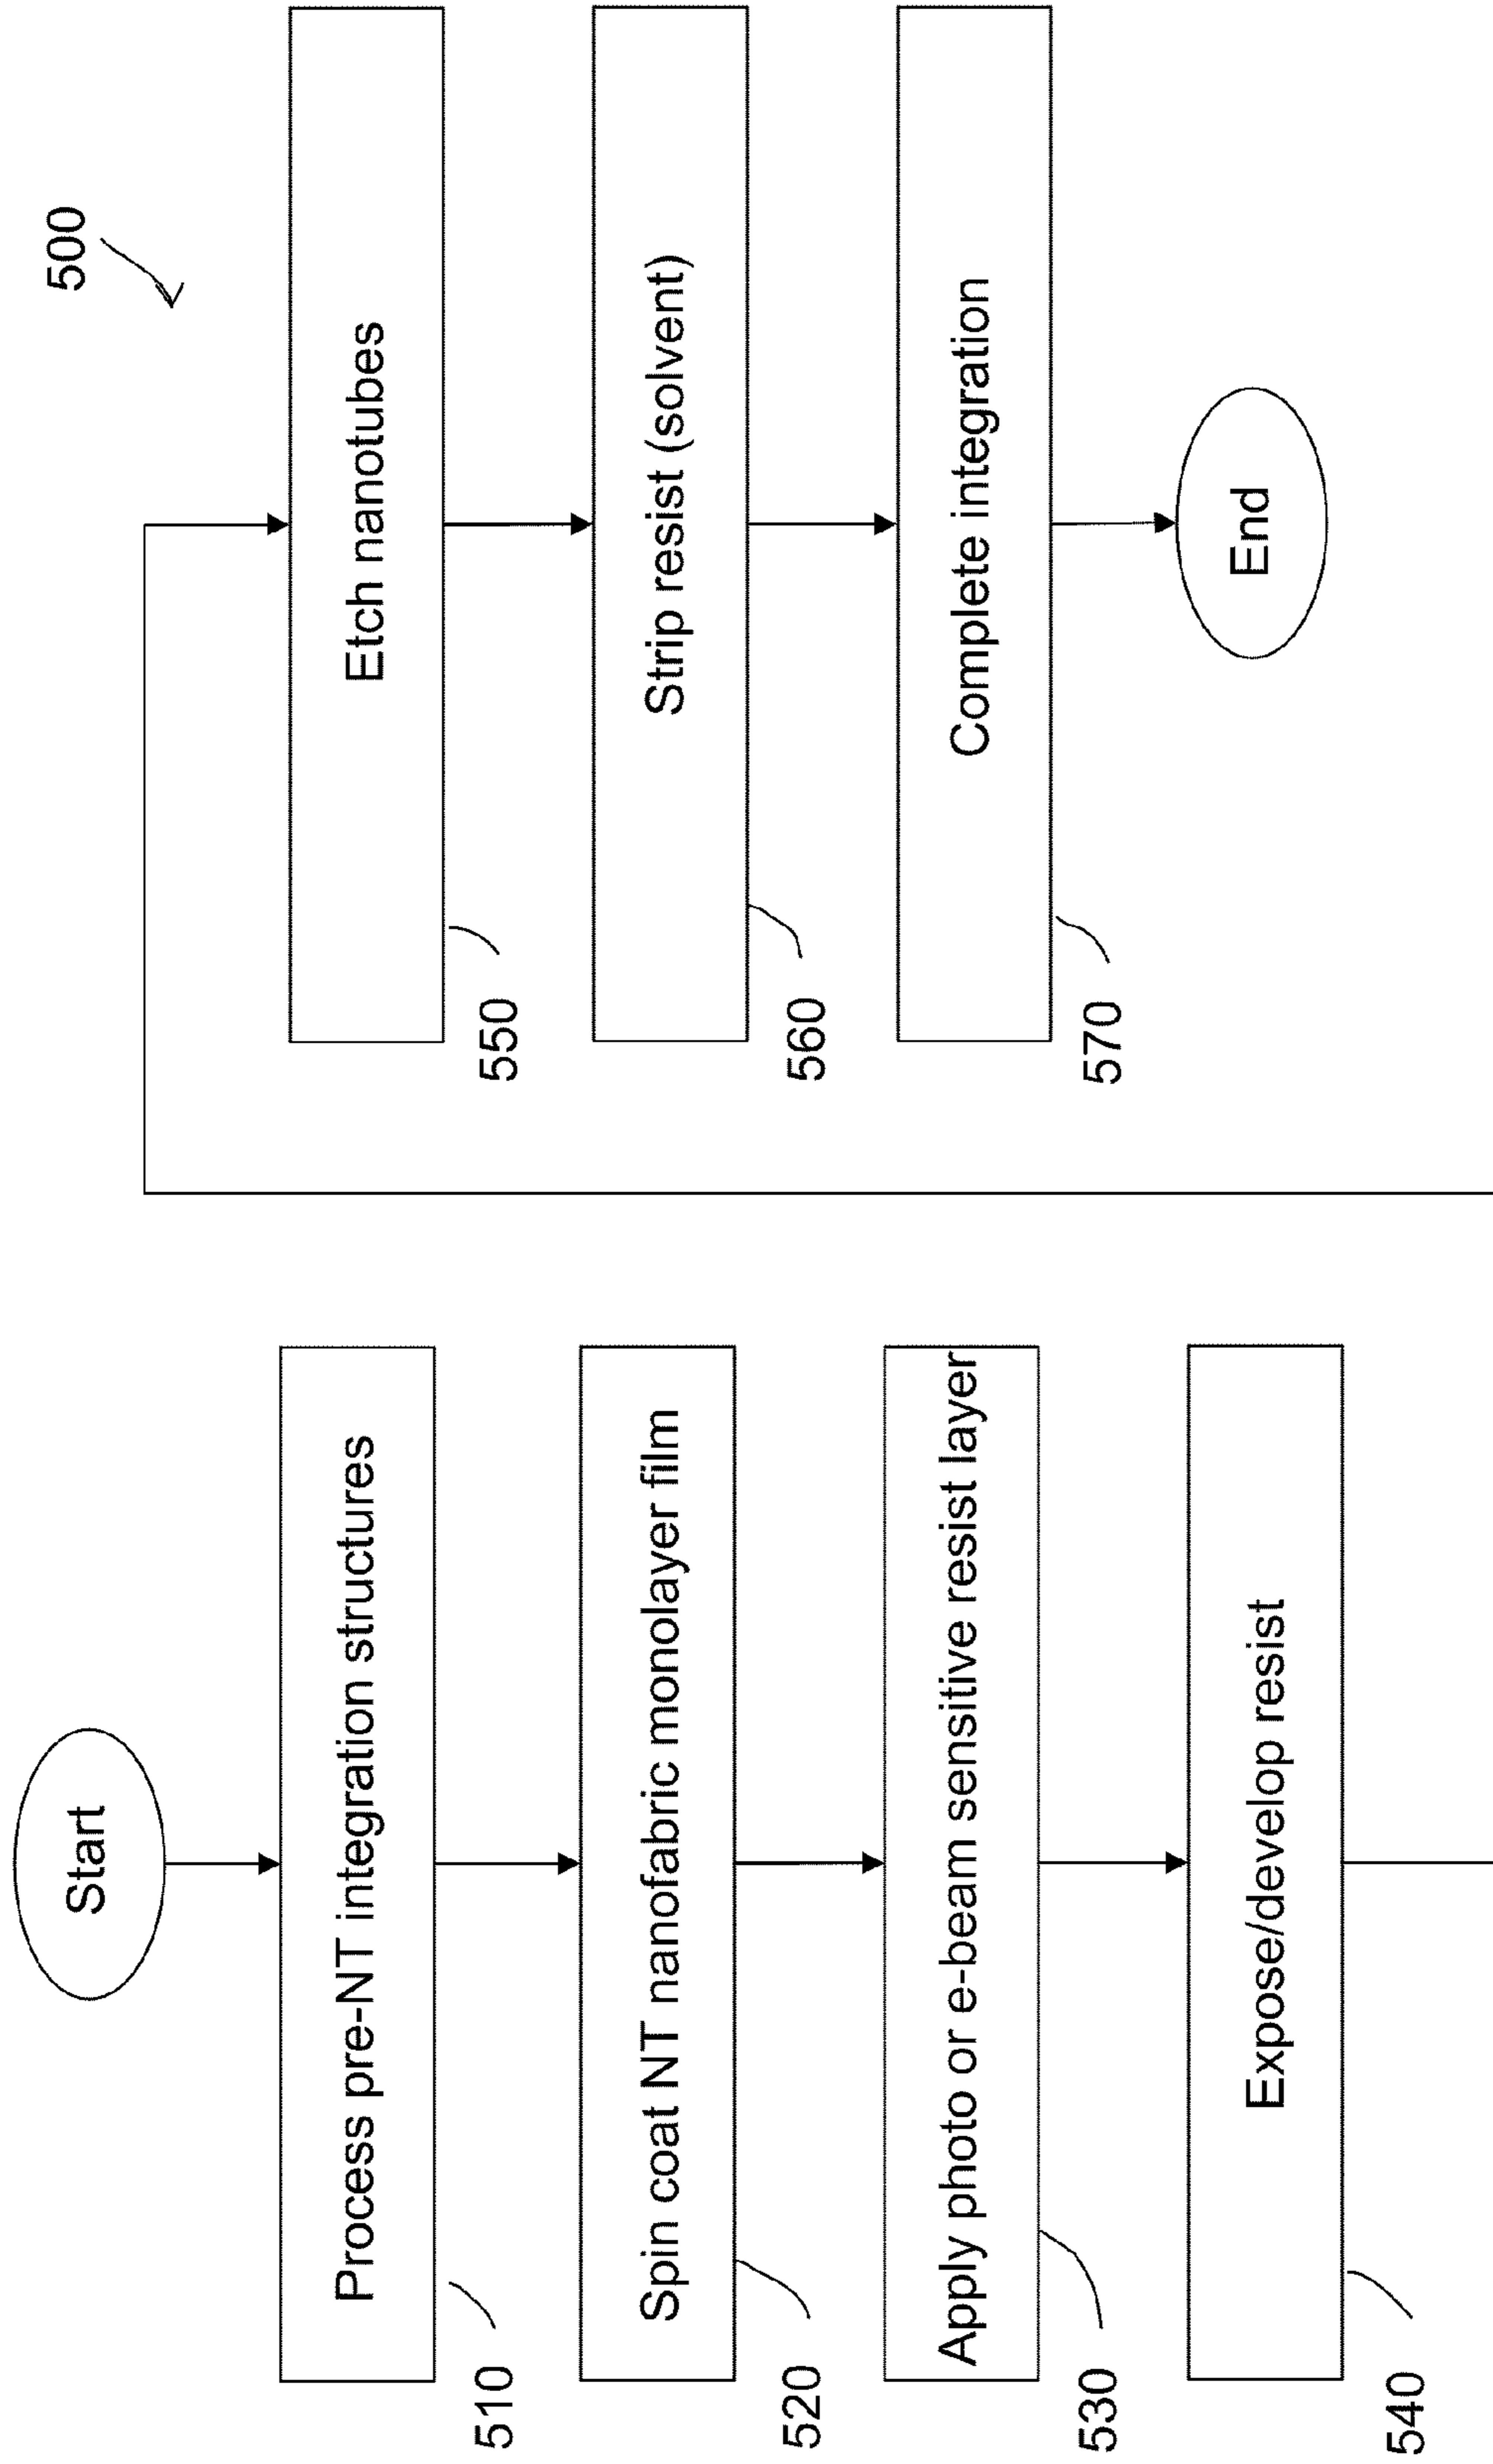 500
Start
Process pre-NT integration structures
510
Spin coat NT nanofabric monolayer film
520
Apply photo or e-beam sensitive resist layer
530
Expose/develop resist
540
Etch nanotubes
550
Strip resist (solvent)
560
Complete integration
570
End